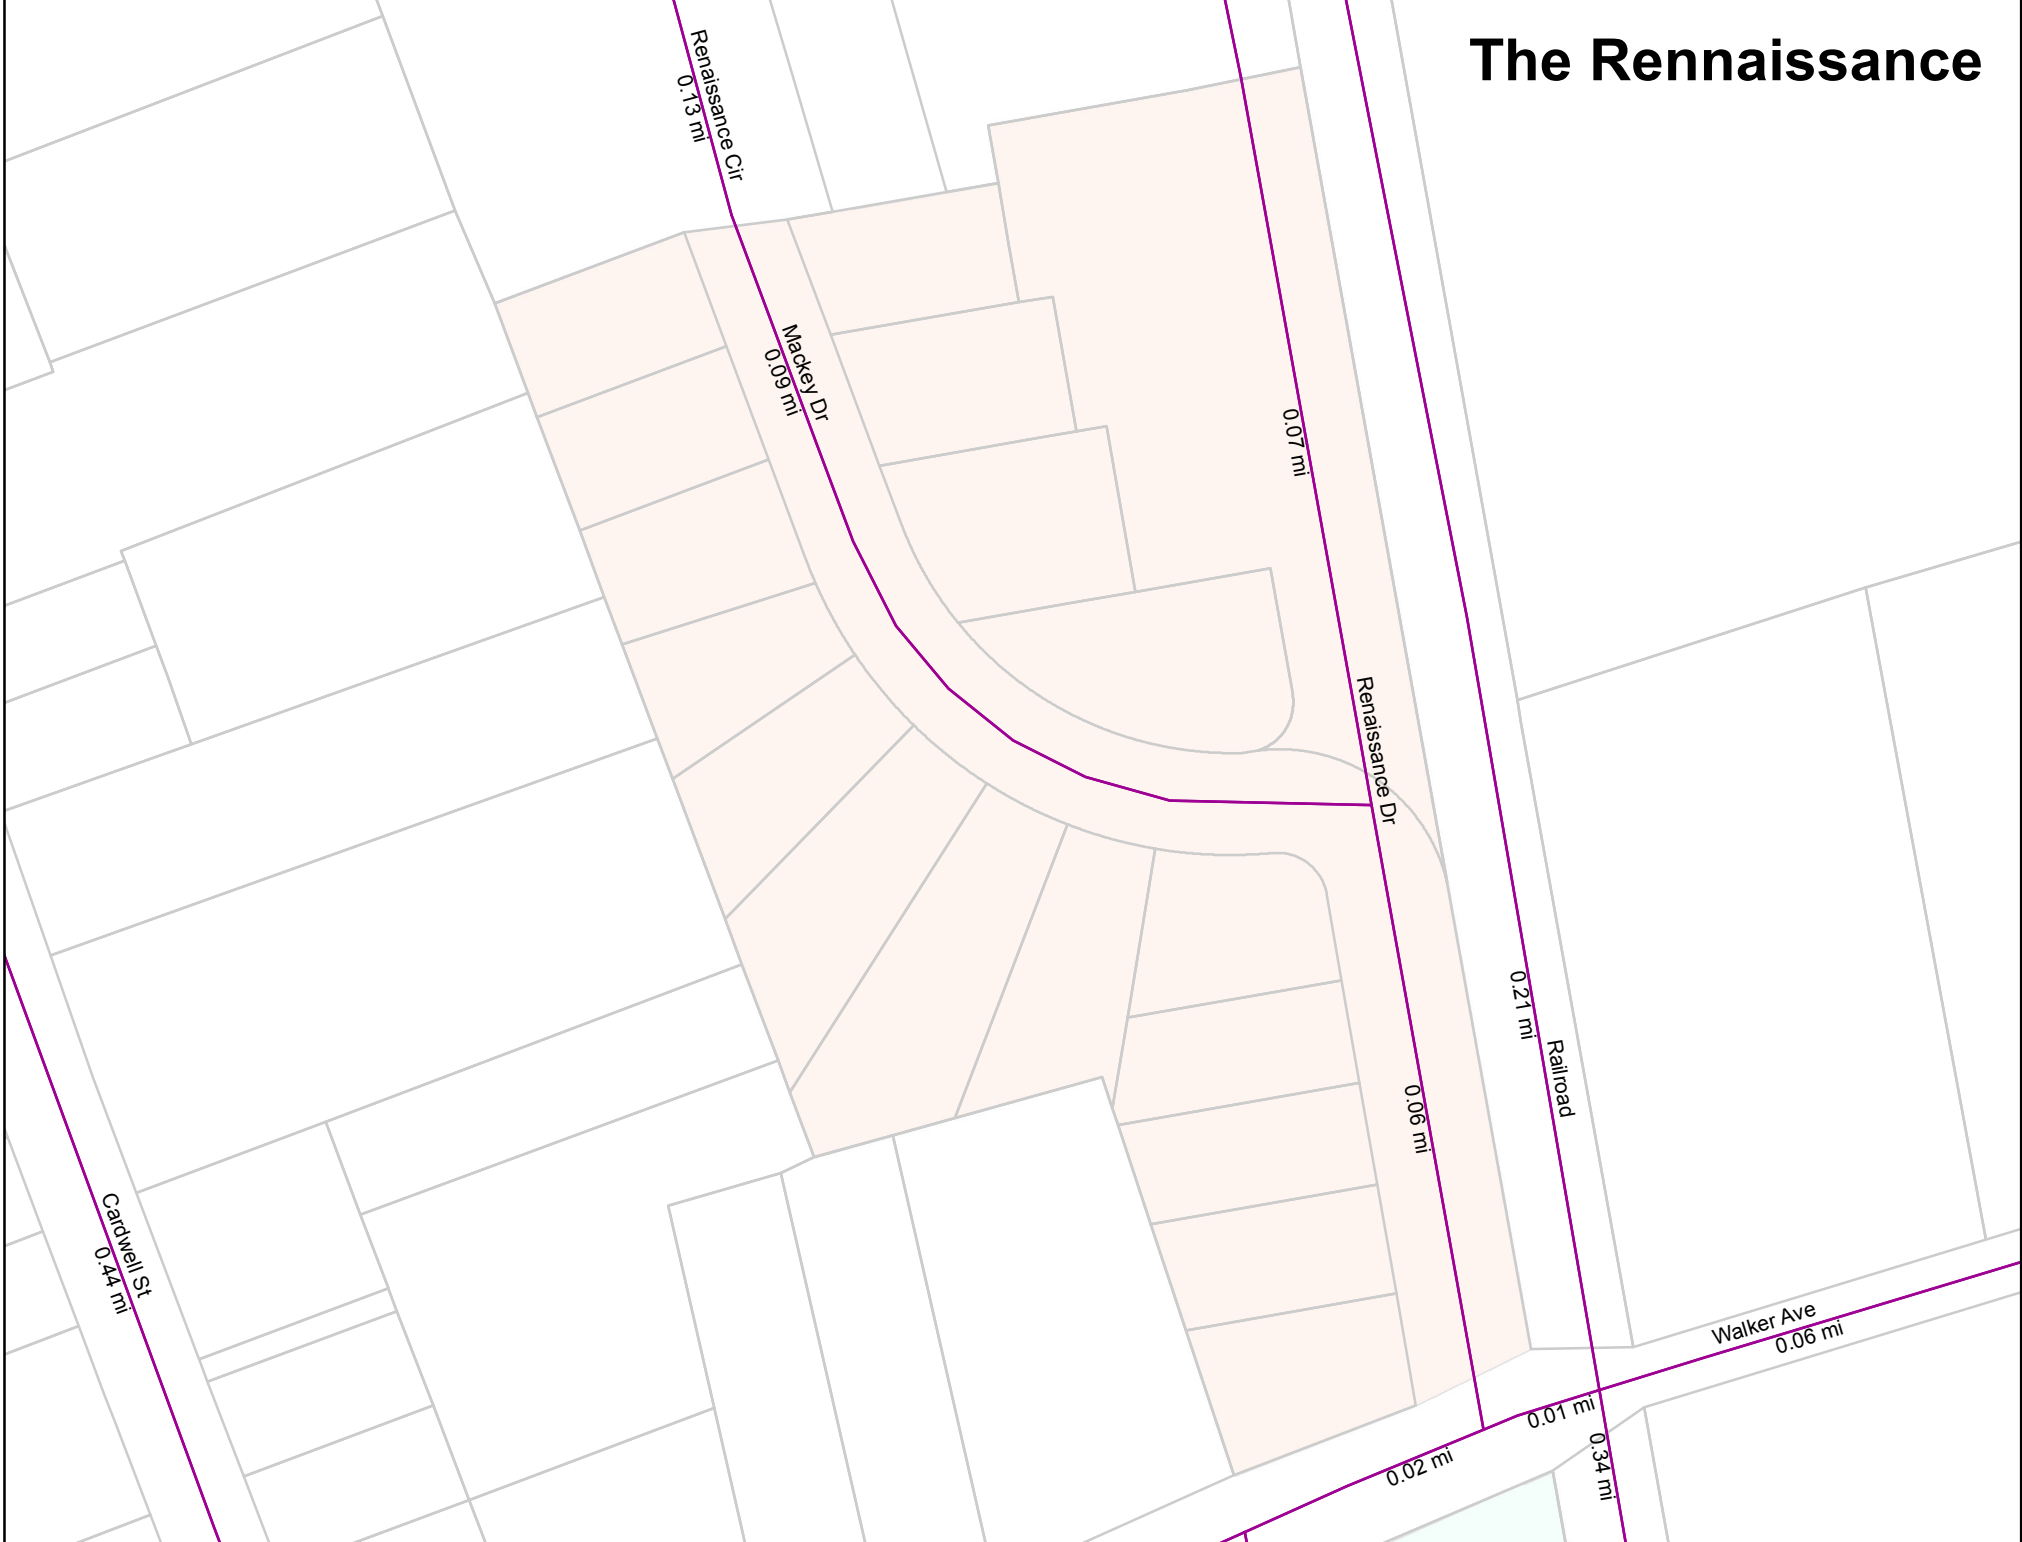 The Rennaissance
Renaissance Cir
0.13 mi
Mackey Dr
0.09 mi
0.07 mi
Renaissance Dr
0.21 mi
Railroad
0.06 mi
Cardwell St
0.44 mi
Walker Ave
0.06 mi
0.01 mi
0.02 mi
0.34 mi